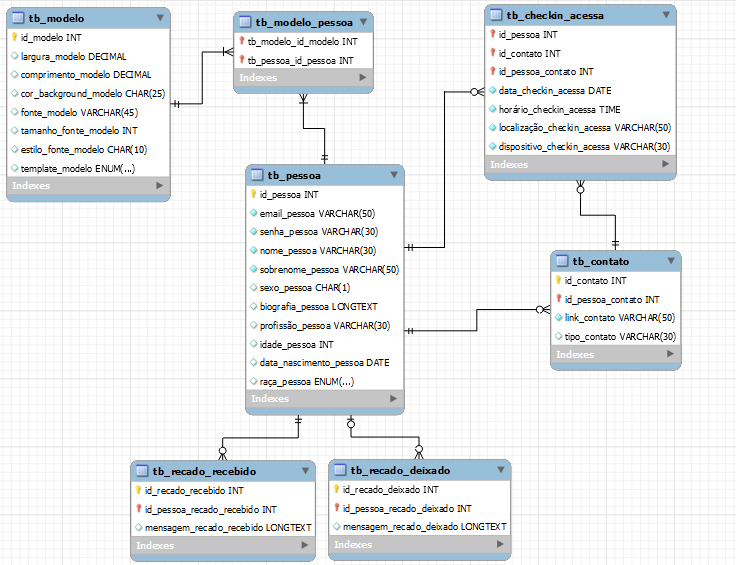 tb_modelo
id_modelo INT
largura_modelo DECIMAL
comprimento_modelo DECIMAL
cor_background_modelo CHAR(25)
fonte_modelo VARCHAR(45)
tamanho_fonte_modelo INT
estilo_fonte_modelo CHAR(10)
template_modelo ENUM(...)
Indexes
tb_modelo_pessoa
tb_modelo_id_modelo INT
tb_pessoa_id_pessoa INT
Indexes
tb_checkin_acessa
id_pessoa INT
id_contato INT
id_pessoa_contato INT
data_checkin_acessa DATE
horário_checkin_acessa TIME
localização_checkin_acessa VARCHAR(50)
dispositivo_checkin_acessa VARCHAR(30)
Indexes
tb_pessoa
id_pessoa INT
email_pessoa VARCHAR(50)
senha_pessoa VARCHAR(30)
nome_pessoa VARCHAR(30)
sobrenome_pessoa VARCHAR(50)
sexo_pessoa CHAR(1)
biografia_pessoa LONGTEXT
profissão_pessoa VARCHAR(30)
idade_pessoa INT
data_nascimento_pessoa DATE
raça_pessoa ENUM(...)
Indexes
tb_contato
id_contato INT
id_pessoa_contato INT
link_contato VARCHAR(50)
tipo_contato VARCHAR(30)
Indexes
tb_recado_recebido
id_recado_recebido INT
id_pessoa_recado_recebido INT
mensagem_recado_recebido LONGTEXT
Indexes
tb_recado_deixado
id_recado_deixado INT
id_pessoa_recado_deixado INT
mensagem_recado_deixado LONGTEXT
Indexes